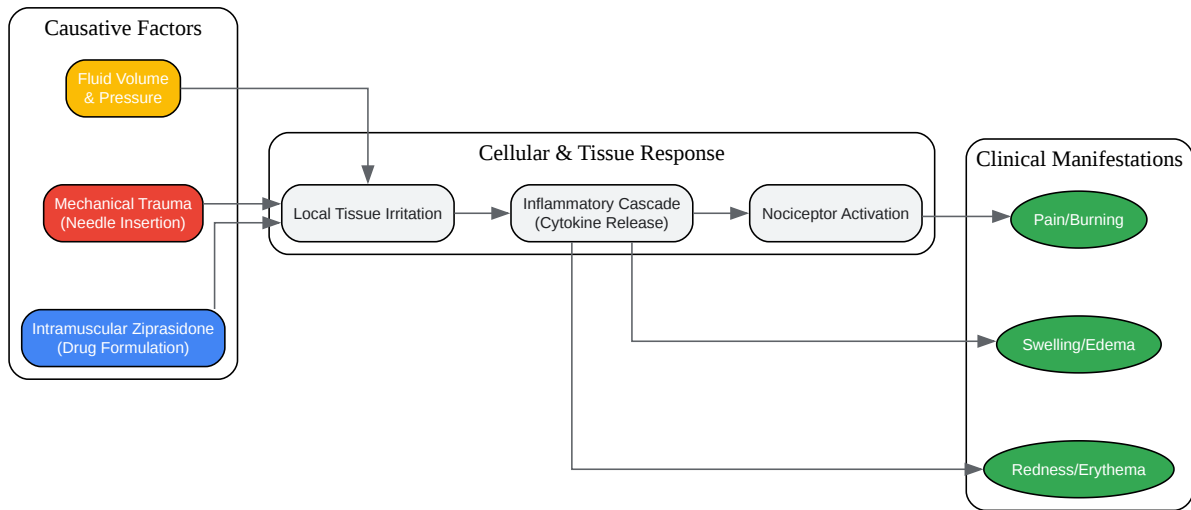 Causative Factors
Fluid Volume
& Pressure
Mechanical Trauma
(Needle Insertion)
Intramuscular Ziprasidone
(Drug Formulation)
Cellular & Tissue Response
Local Tissue Irritation
Inflammatory Cascade
(Cytokine Release)
Nociceptor Activation
Clinical Manifestations
Pain/Burning
Swelling/Edema
Redness/Erythema